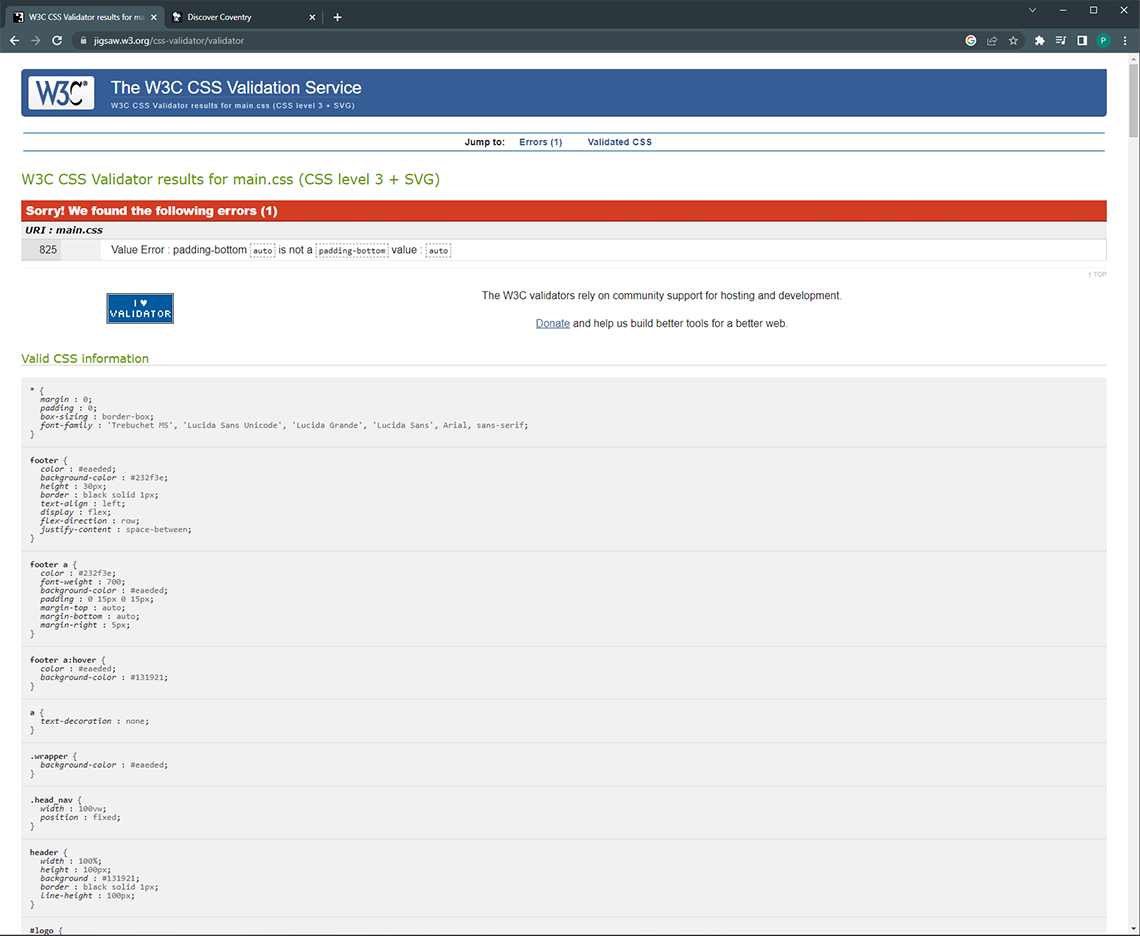 W3C CSS Validator results for ma
Discover Coventry
jigsaw.w3.org/css-validator/validator
P
W3C®
The W3C CSS Validation Service
W3C CSS Validator results for main.css (CSS level 3 + SVG)
Jump to: Errors (1) Validated CSS
W3C CSS Validator results for main.css (CSS level 3 + SVG)
Sorry! We found the following errors (1)
URI : main.css
825 Value Error : padding-bottom auto is not a padding-bottom value : auto
↑ TOP
I ♥
VALIDATOR
The W3C validators rely on community support for hosting and development.
Donate and help us build better tools for a better web.
Valid CSS information
* {
margin : 0;
padding : 0;
box-sizing : border-box;
font-family : 'Trebuchet MS', 'Lucida Sans Unicode', 'Lucida Grande', 'Lucida Sans', Arial, sans-serif;
}
footer {
color : #eaeded;
background-color : #232f3e;
height : 30px;
border : black solid 1px;
text-align : left;
display : flex;
flex-direction : row;
justify-content : space-between;
}
footer a {
color : #232f3e;
font-weight : 700;
background-color : #eaeded;
padding : 0 15px 0 15px;
margin-top : auto;
margin-bottom : auto;
margin-right : 5px;
}
footer a:hover {
color : #eaeded;
background-color : #131921;
}
a {
text-decoration : none;
}
.wrapper {
background-color : #eaeded;
}
.head_nav {
width : 100vw;
position : fixed;
}
header {
width : 100%;
height : 100px;
background : #131921;
border : black solid 1px;
line-height : 100px;
}
#logo {